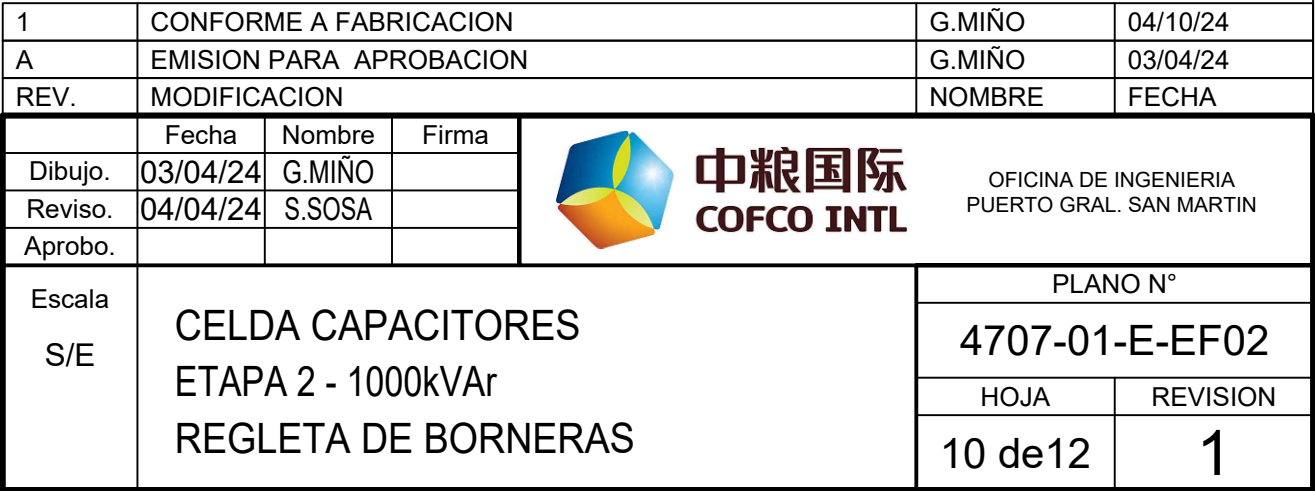 1 CONFORME A FABRICACION G.MIÑO 04/10/24
A EMISION PARA APROBACION G.MIÑO 03/04/24
REV. MODIFICACION NOMBRE FECHA
Fecha Nombre Firma
Dibujo. 03/04/24 G.MIÑO
Reviso. 04/04/24 S.SOSA
Aprobo.
中粮国际
COFCO INTL
OFICINA DE INGENIERIA
PUERTO GRAL. SAN MARTIN
Escala
S/E
CELDA CAPACITORES
ETAPA 2 - 1000kVAr
REGLETA DE BORNERAS
PLANO N°
4707-01-E-EF02
HOJA REVISION
10 de12 1